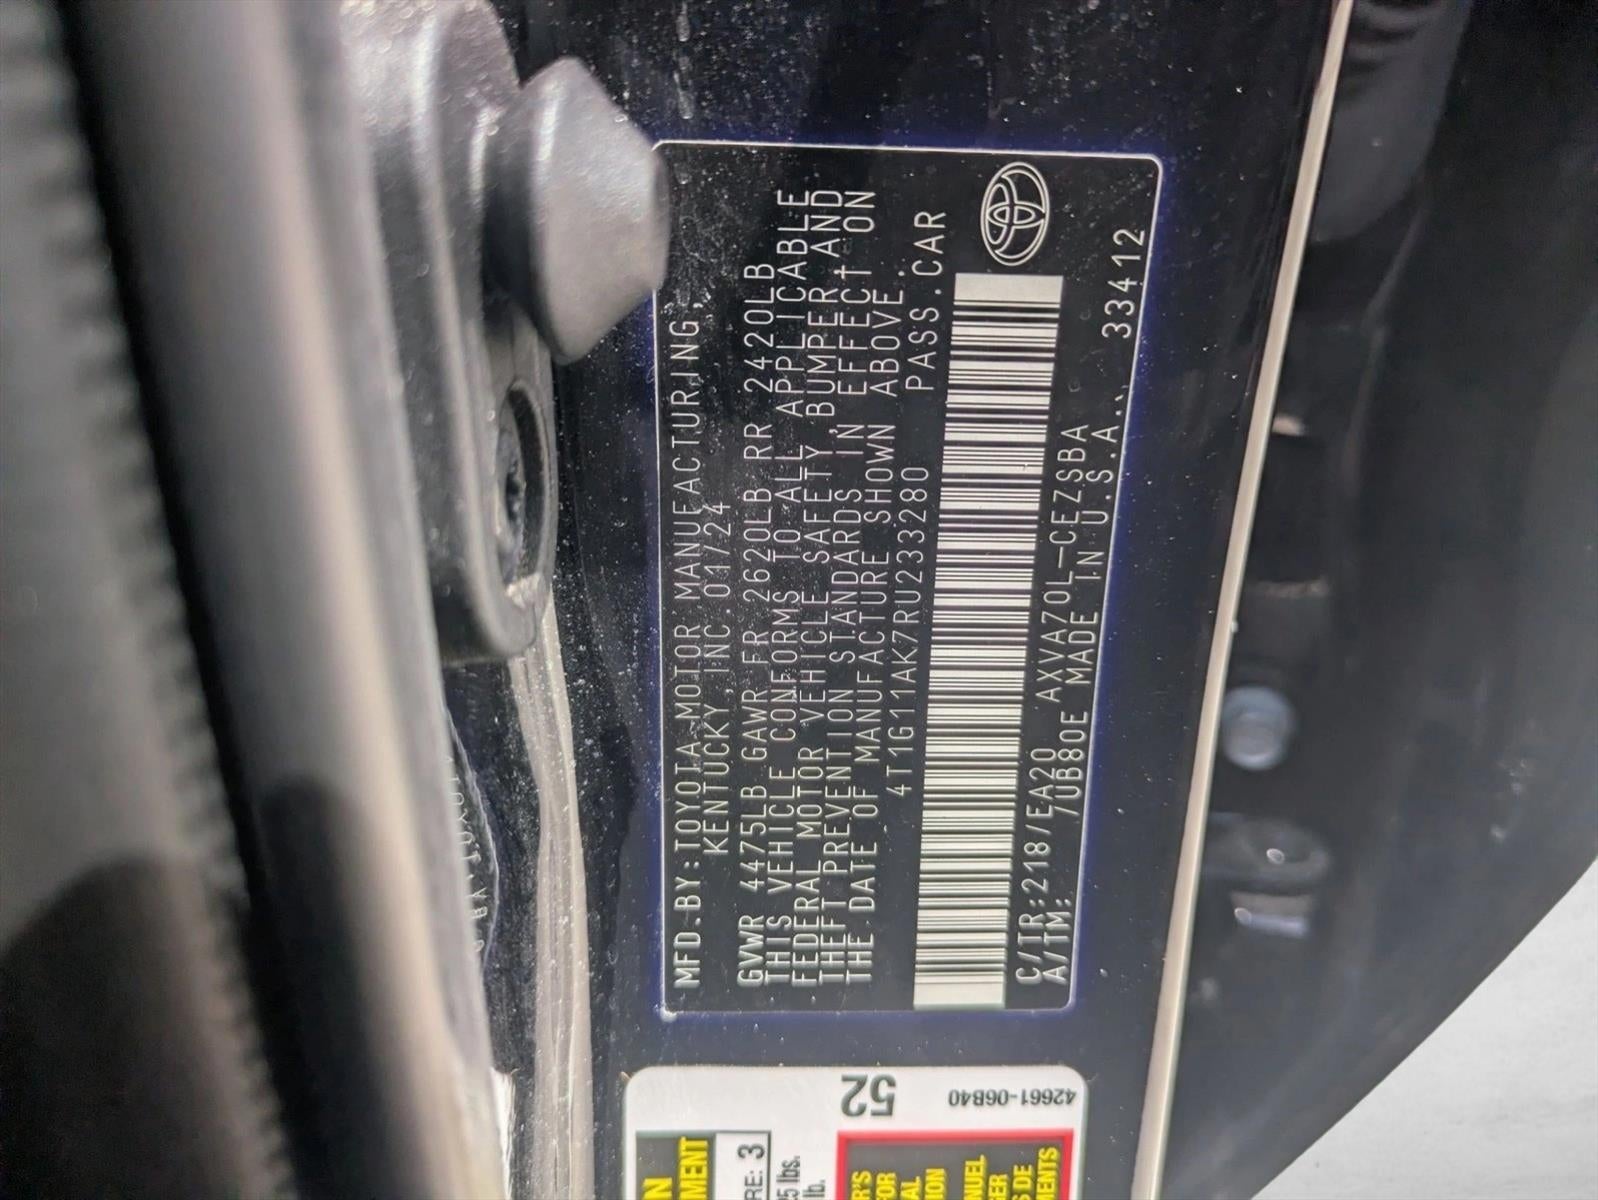 MFD.BY:TOYOTA MOTOR MANUFACTURING,
KENTUCKY,INC.01/24
GVWR 4475LB GAWR FR 2620LB RR 2420LB
THIS VEHICLE CONFORMS TO ALL APPLICABLE
FEDERAL MOTOR VEHICLE SAFETY,BUMPER,AND
THEFT PREVENTION STANDARDS IN EFFECT ON
THE DATE OF MANUFACTURE SHOWN ABOVE.
4T1G11AK7RU233280 PASS.CAR
C/TR:218/EA20 AXVA70L-CEZSBA
A/TM: /UB80E MADE IN U.S.A. 33412
52
42661-06B40